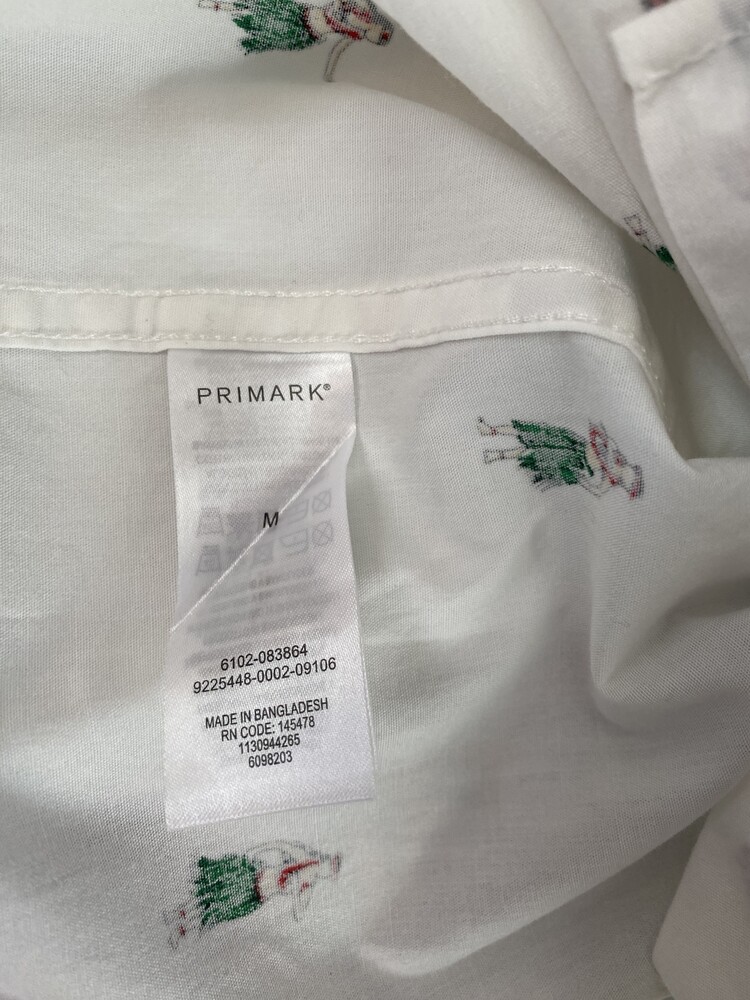 PRIMARK®
M
6102-083864
9225448-0002-09106
MADE IN BANGLADESH
RN CODE: 145478
1130944265
6098203